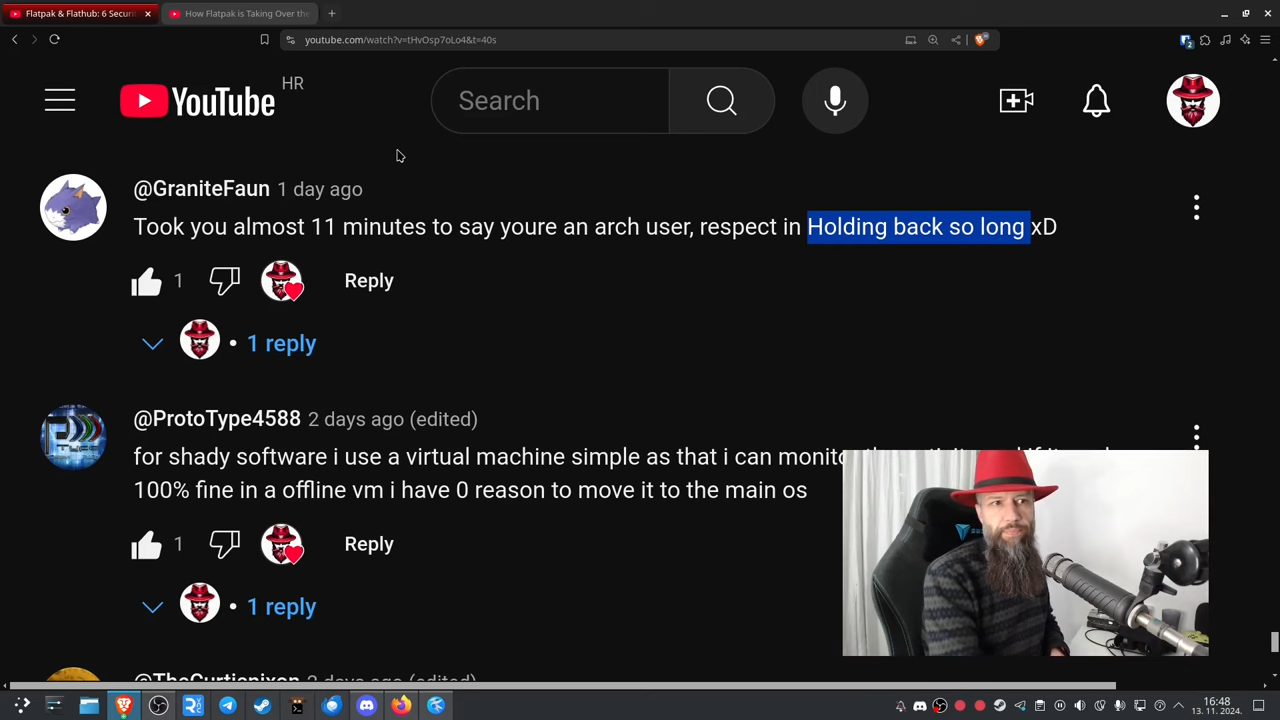 Flatpak & Flathub: 6 Securi
How Flatpak is Taking Over the
youtube.com/watch?v=tHvOsp7oLo4&t=40s
2
YouTube HR
Search
@GraniteFaun 1 day ago
Took you almost 11 minutes to say youre an arch user, respect in Holding back so long xD
1
Reply
• 1 reply
@ProtoType4588 2 days ago (edited)
for shady software i use a virtual machine simple as that i can monito
100% fine in a offline vm i have 0 reason to move it to the main os
1
Reply
• 1 reply
@TheCurtienixon 2 days ago (edited)
16:48
13. 11. 2024.